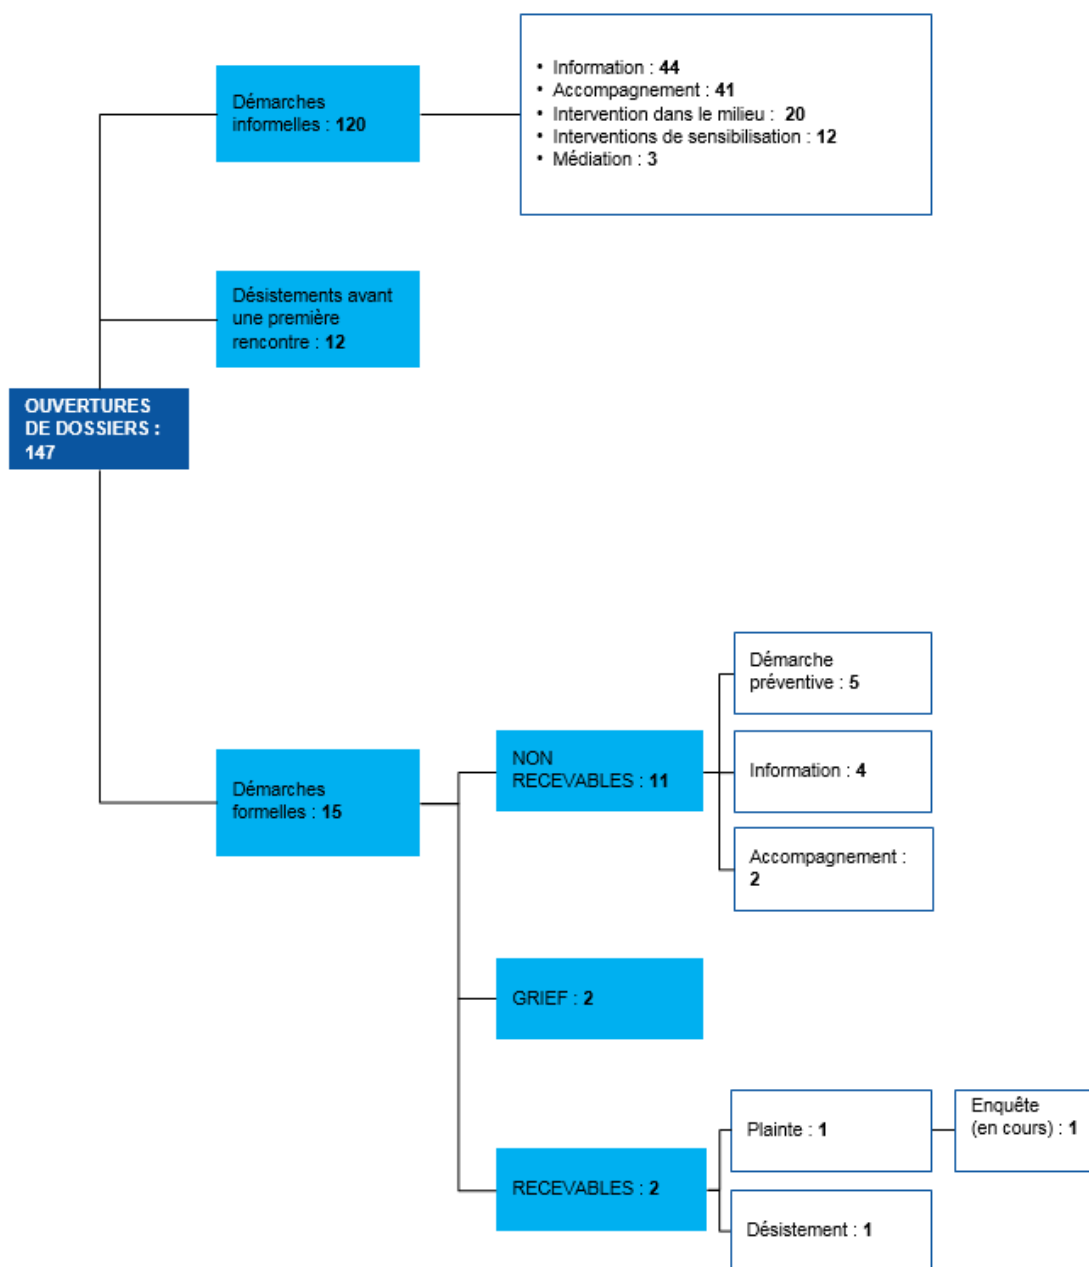 • Information : 44
• Accompagnement : 41
• Intervention dans le milieu :  20
• Interventions de sensibilisation : 12
• Médiation : 3
Démarches
informelles : 120
Désistements avant
une première
rencontre : 12
OUVERTURES
DE DOSSIERS :
147
Démarches
formelles : 15
NON
RECEVABLES : 11
Démarche
préventive : 5
Information : 4
Accompagnement :
2
GRIEF : 2
RECEVABLES : 2
Plainte : 1
Enquête
(en cours) : 1
Désistement : 1